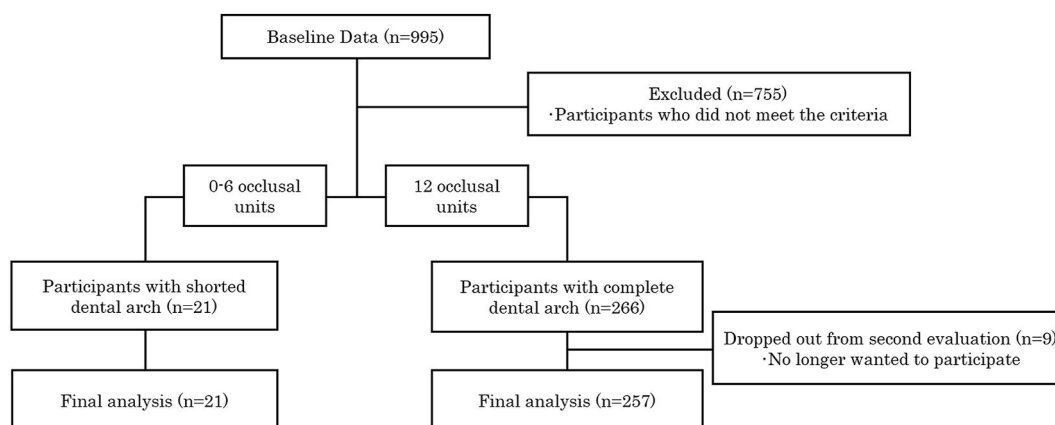 Baseline Data (n=995)
Excluded (n=755)
·Participants who did not meet the criteria
0-6 occlusal
units
12 occlusal
units
Participants with shorted
dental arch (n=21)
Participants with complete
dental arch (n=266)
Dropped out from second evaluation (n=9)
·No longer wanted to participate
Final analysis (n=21)
Final analysis (n=257)